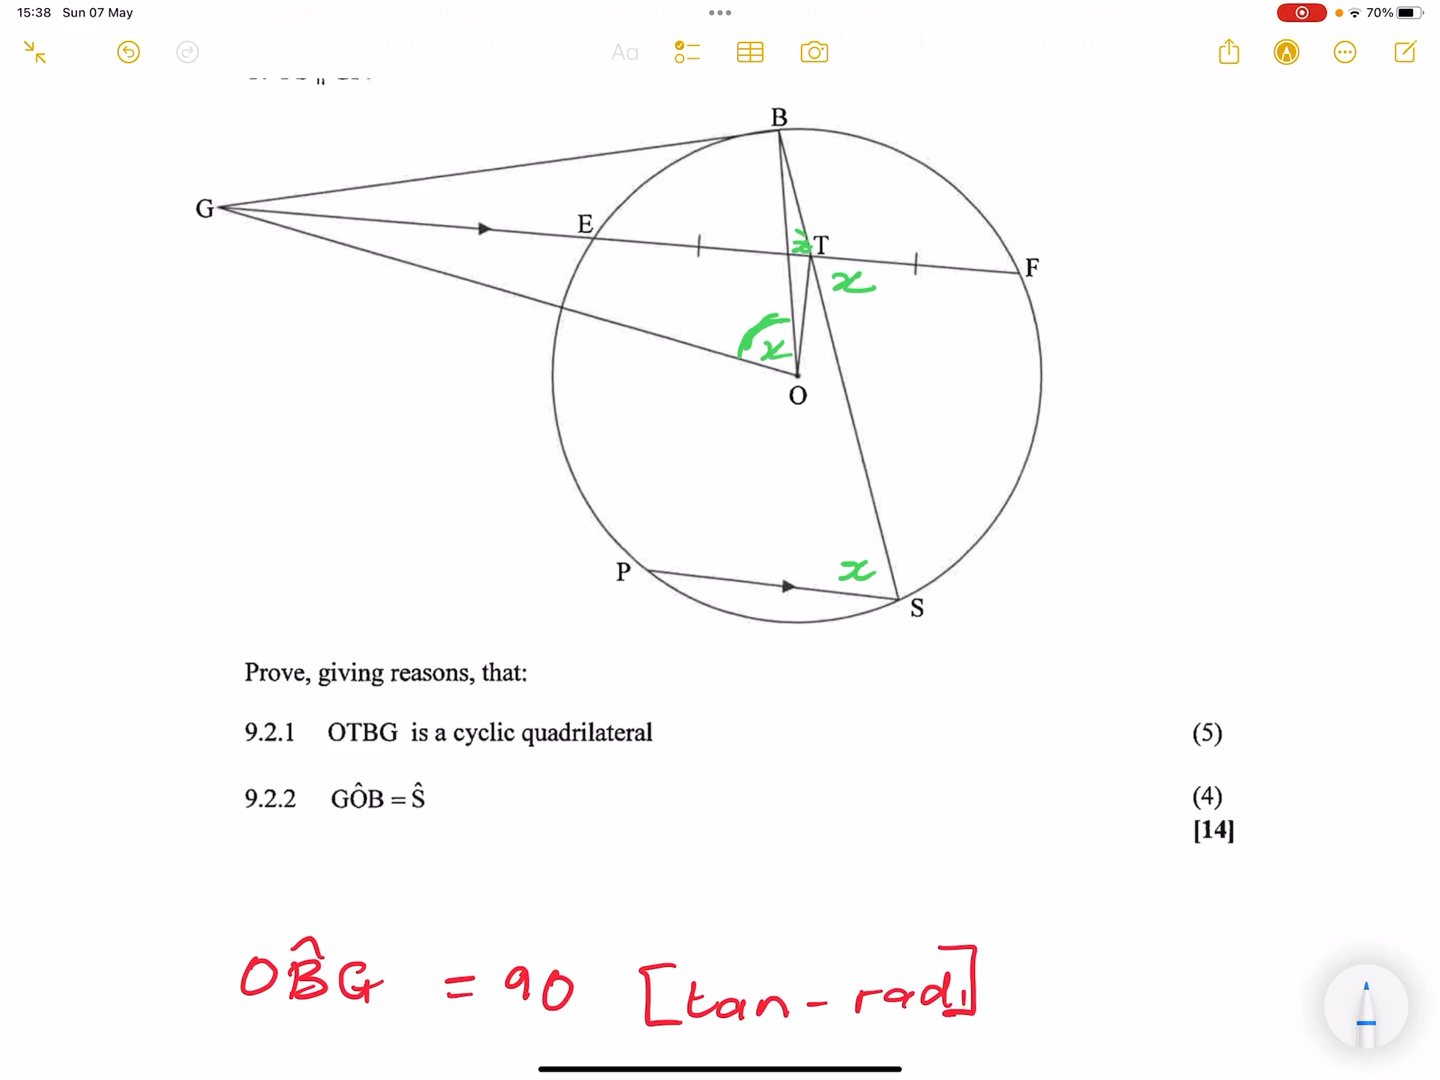 15:38 Sun 07 May
70%
Aa
B
G
E
x
T
F
x
x
O
x
P
S
Prove, giving reasons, that:
9.2.1 OTBG is a cyclic quadrilateral (5)
9.2.2 GÔB = Ŝ (4)
[14]
OB̂G = 90 [tan - rad]